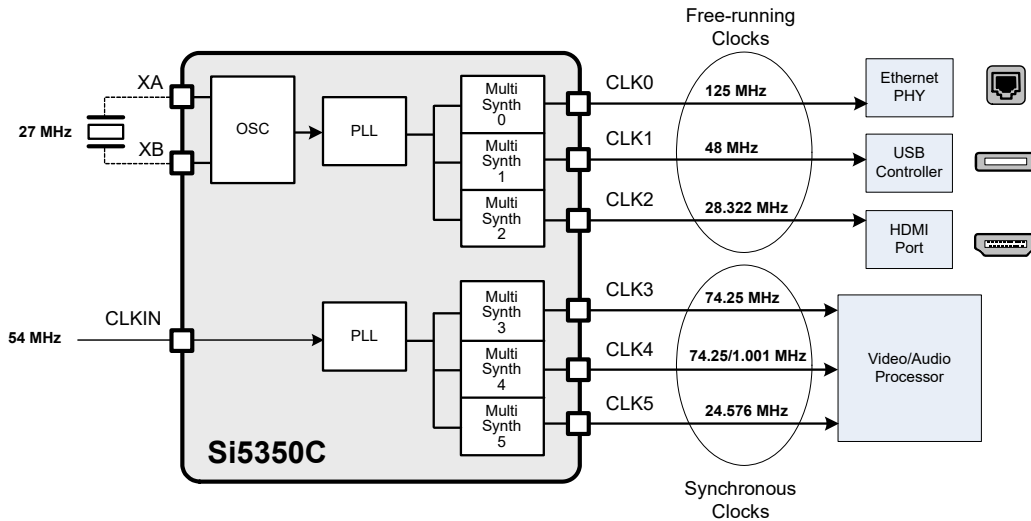 Free-running
Clocks
XA
27 MHz
XB
OSC
PLL
Multi
Synth
0
Multi
Synth
1
Multi
Synth
2
CLK0
125 MHz
Ethernet
PHY
CLK1
48 MHz
USB
Controller
CLK2
28.322 MHz
HDMI
Port
CLKIN
54 MHz
PLL
Multi
Synth
3
Multi
Synth
4
Multi
Synth
5
CLK3
74.25 MHz
CLK4
74.25/1.001 MHz
Video/Audio
Processor
CLK5
24.576 MHz
Si5350C
Synchronous
Clocks